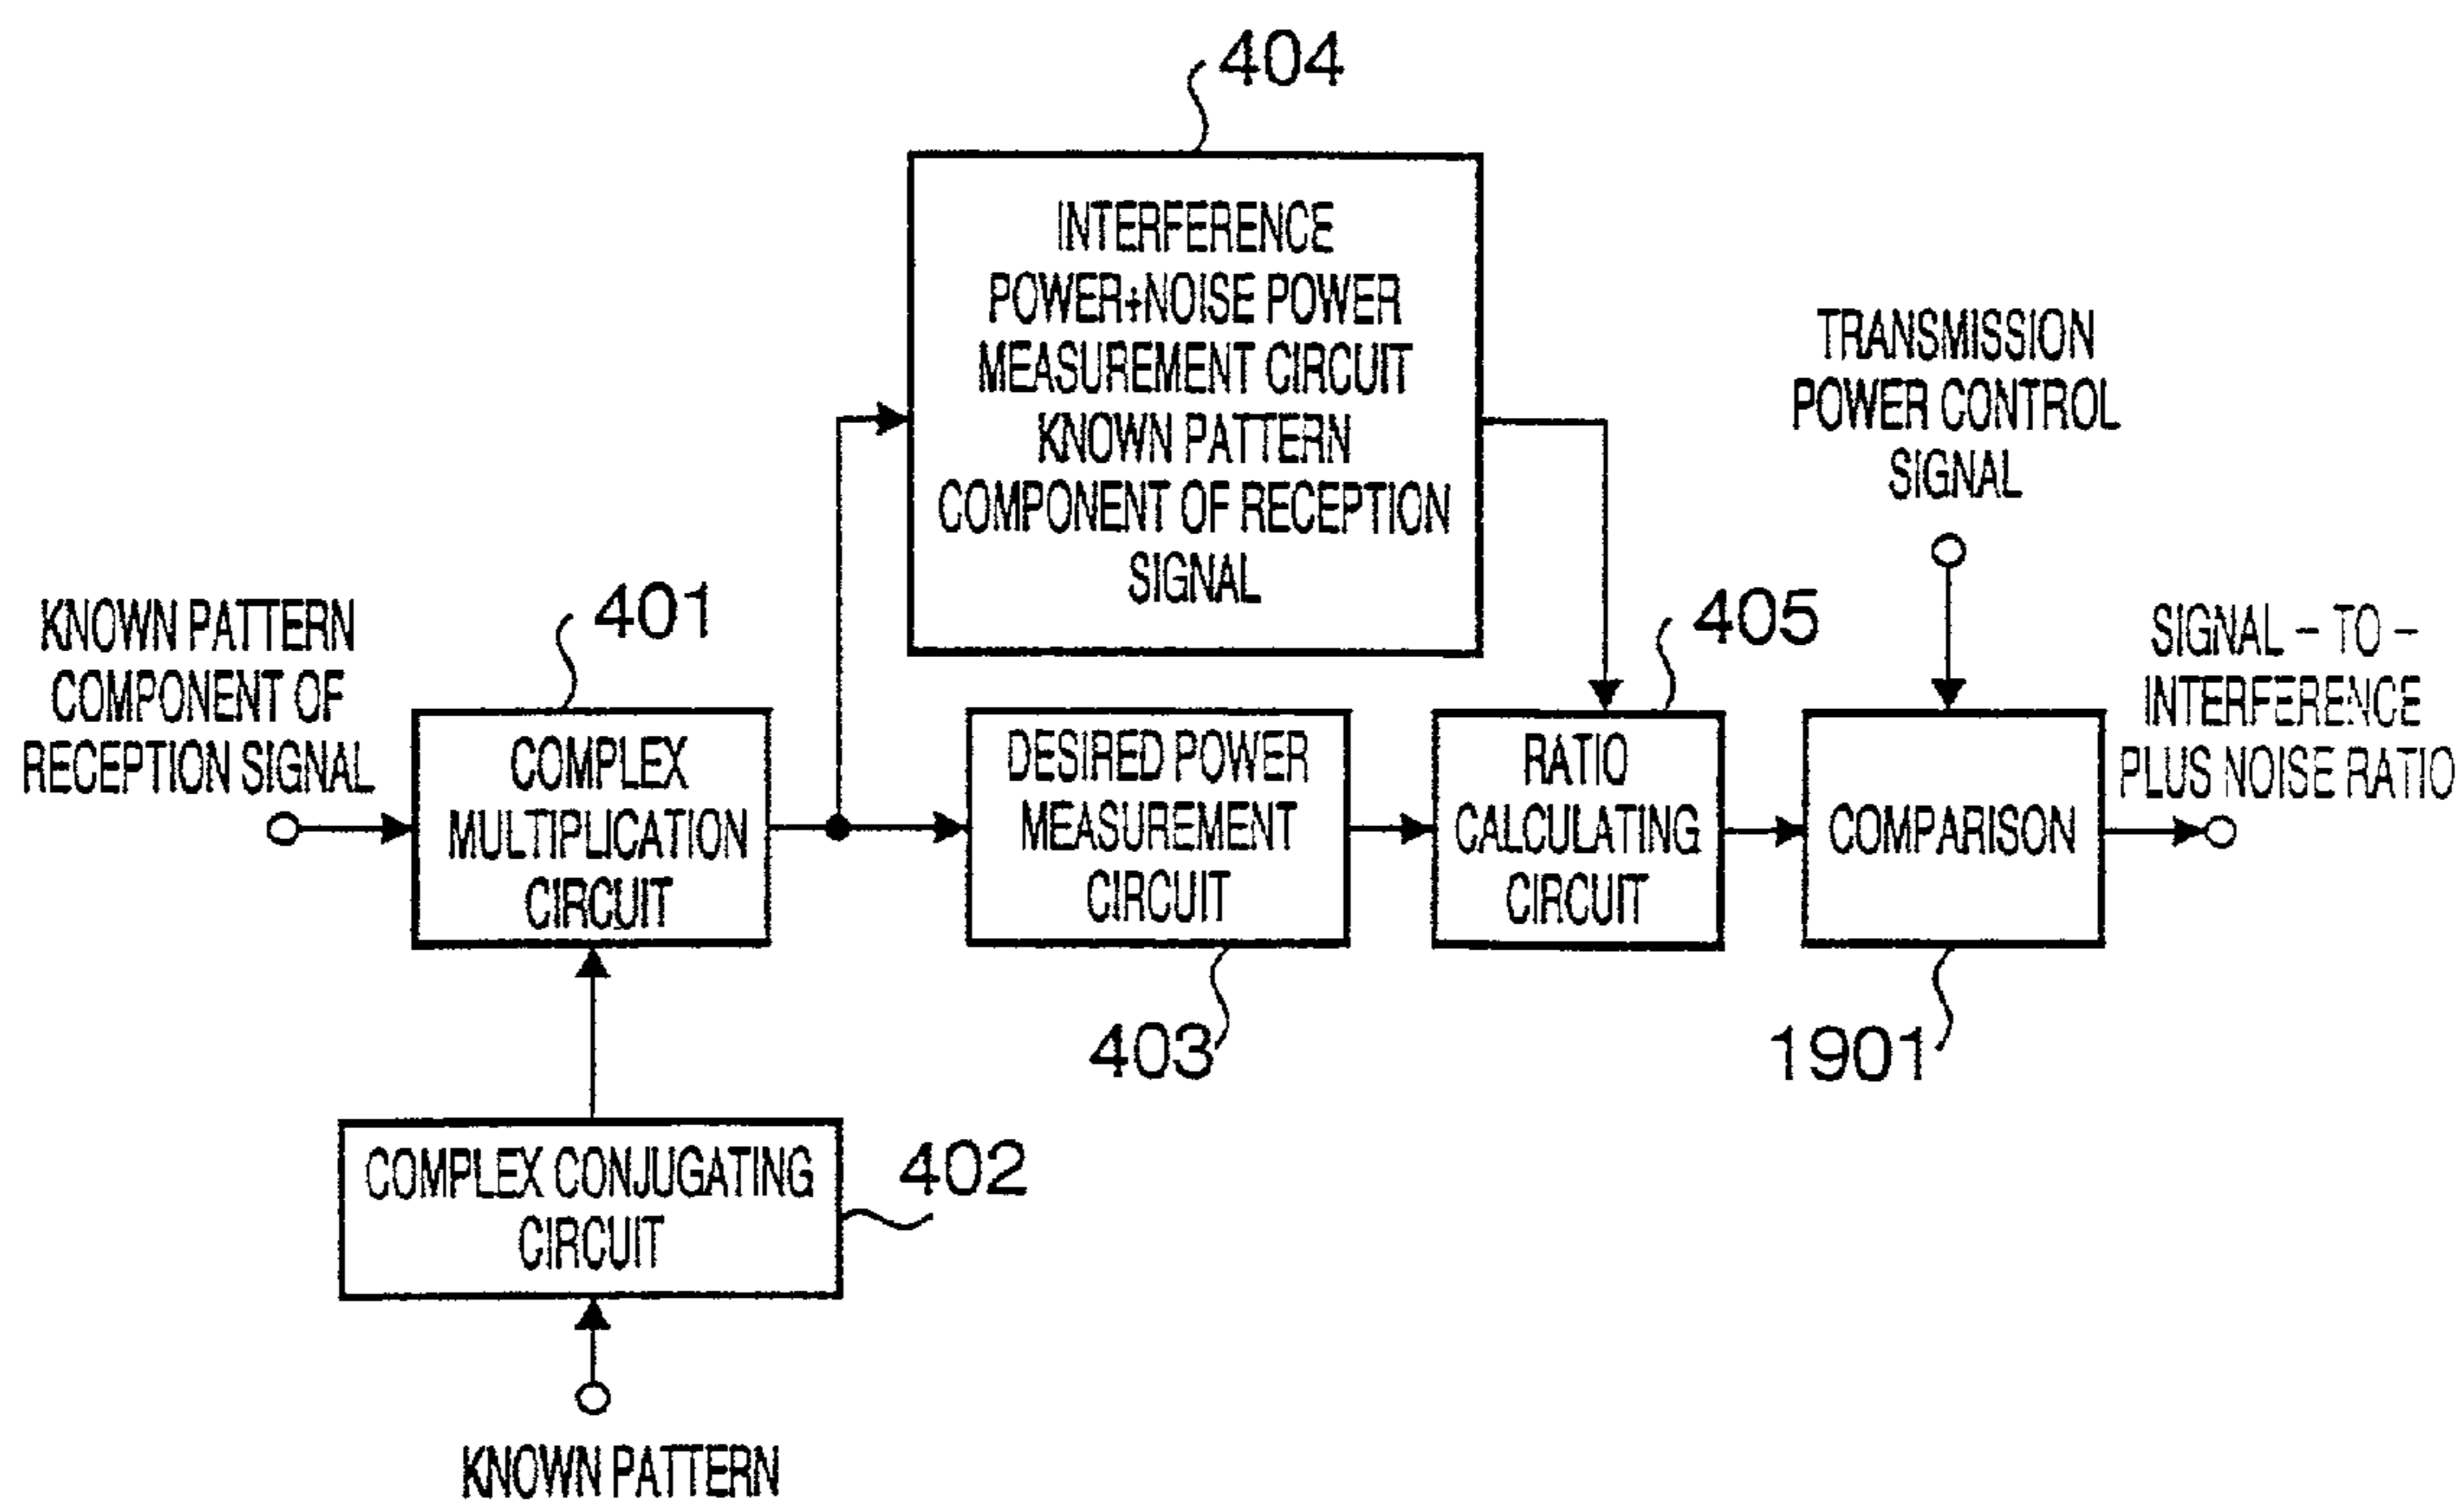 404
INTERFERENCE
POWER+NOISE POWER
MEASUREMENT CIRCUIT
KNOWN PATTERN
COMPONENT OF RECEPTION
SIGNAL
TRANSMISSION
POWER CONTROL
SIGNAL
KNOWN PATTERN
COMPONENT OF
RECEPTION SIGNAL
401
COMPLEX
MULTIPLICATION
CIRCUIT
DESIRED POWER
MEASUREMENT
CIRCUIT
403
405
RATIO
CALCULATING
CIRCUIT
COMPARISON
1901
SIGNAL – TO –
INTERFERENCE
PLUS NOISE RATIO
COMPLEX CONJUGATING
CIRCUIT
402
KNOWN PATTERN